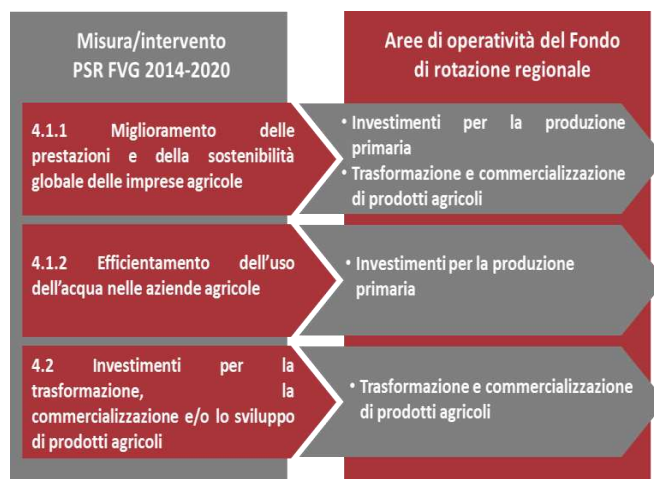 Misura/intervento
PSR FVG 2014-2020
Aree di operatività del Fondo
di rotazione regionale
4.1.1 Miglioramento delle
prestazioni e della sostenibilità
globale delle imprese agricole
• Investimenti per la produzione
primaria
• Trasformazione e commercializzazione
di prodotti agricoli
4.1.2 Efficientamento dell'uso
dell'acqua nelle aziende agricole
• Investimenti per la produzione
primaria
4.2 Investimenti per la
trasformazione, la
commercializzazione e/o lo sviluppo
di prodotti agricoli
• Trasformazione e commercializzazione
di prodotti agricoli